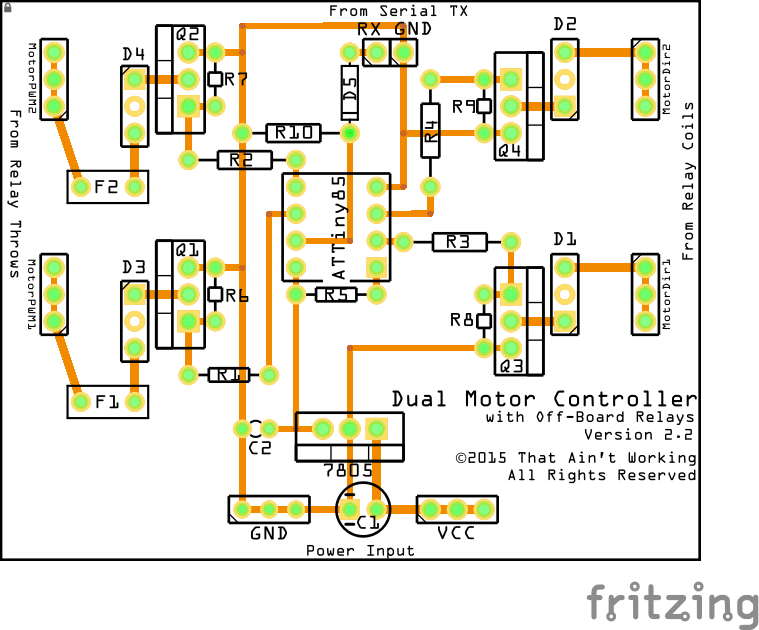 From Serial TX
RX GND
Q2
D2
D4
MotorPWM2
R7
D5
R9
MotorDir2
R10
R4
Q4
R2
From Relay Throws
From Relay Coils
F2
ATTiny85
Q1
R3
D1
D3
MotorPWM1
R6
R5
R8
MotorDir1
Q3
R1
F1
Dual Motor Controller
with Off-Board Relays
Version 2.2
C2
©2015 That Ain't Working
All Rights Reserved
7805
C1
GND
VCC
Power Input
fritzing